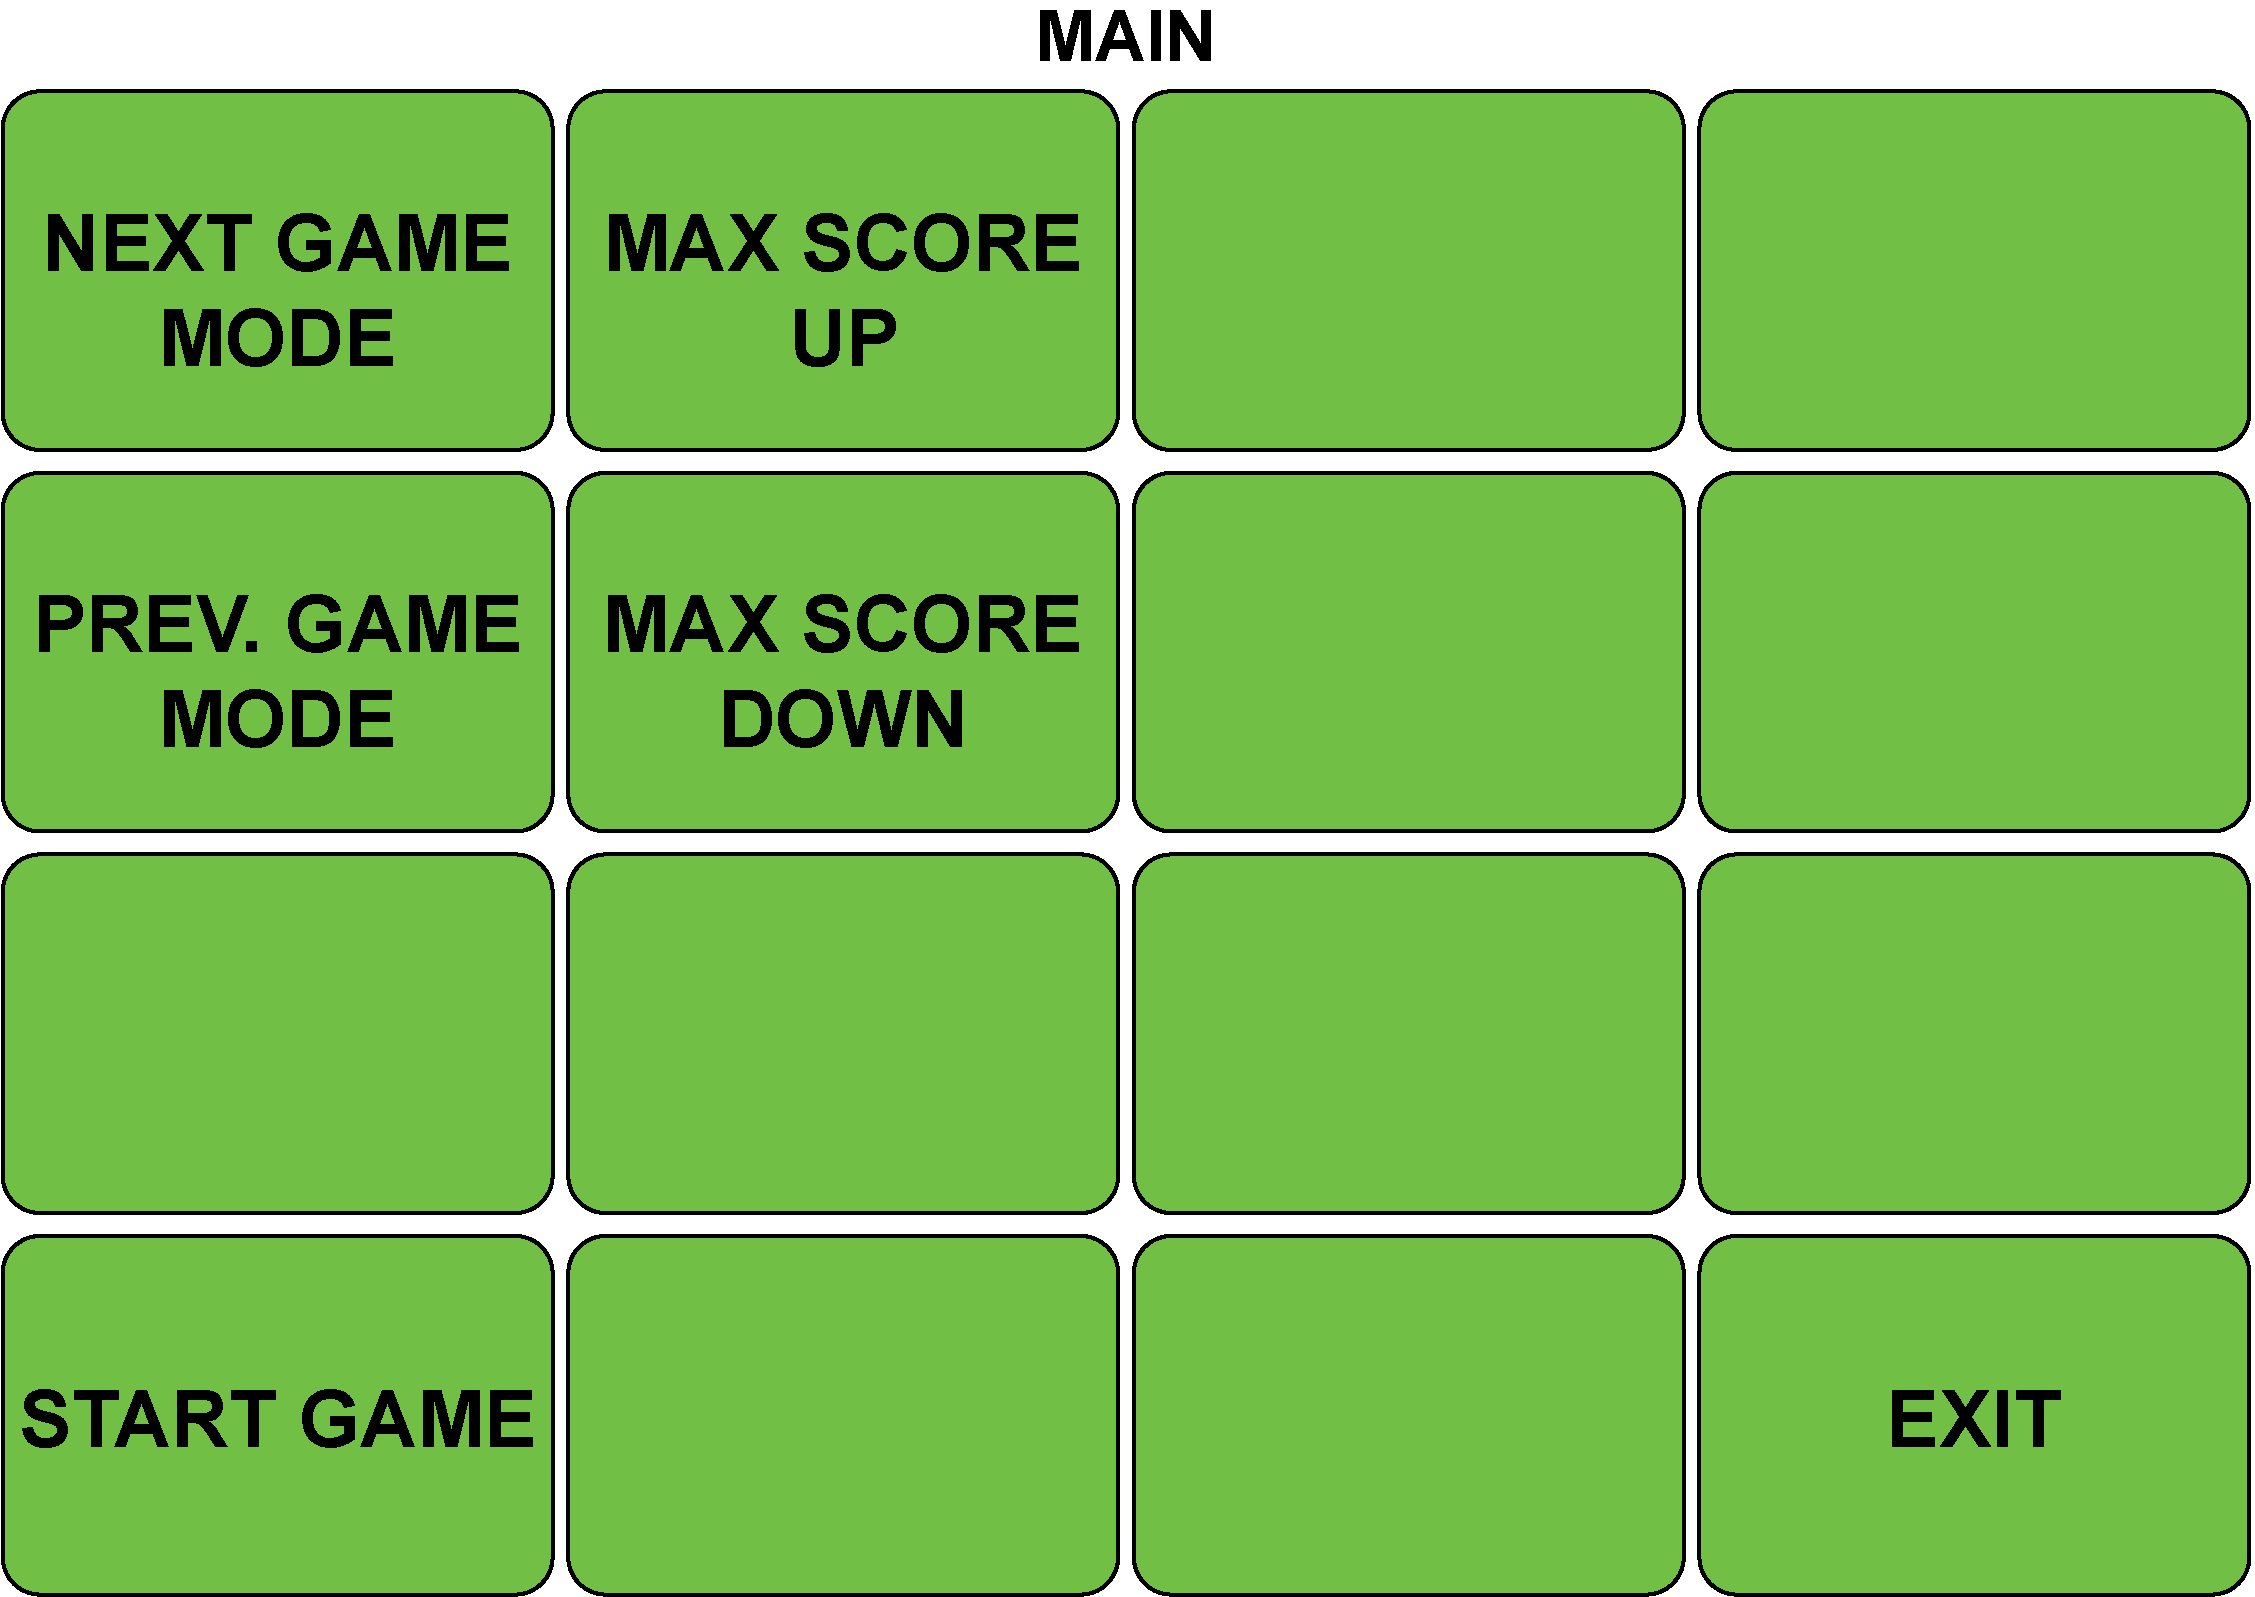 MAIN
NEXT GAME
MODE
MAX SCORE
UP
PREV. GAME
MODE
MAX SCORE
DOWN
START GAME
EXIT